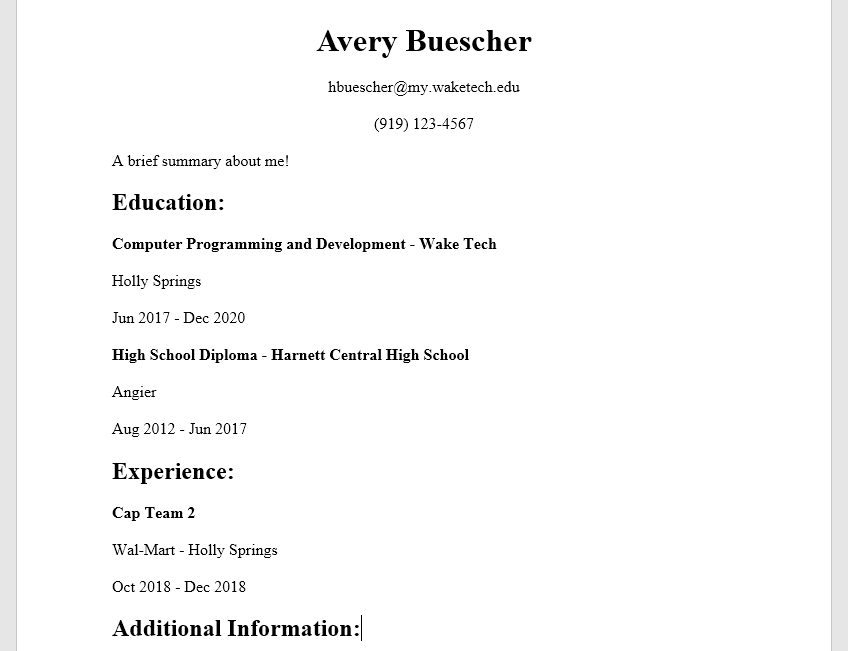 Avery Buescher
hbuescher@my.waketech.edu
(919) 123-4567
A brief summary about me!
Education:
Computer Programming and Development - Wake Tech
Holly Springs
Jun 2017 - Dec 2020
High School Diploma - Harnett Central High School
Angier
Aug 2012 - Jun 2017
Experience:
Cap Team 2
Wal-Mart - Holly Springs
Oct 2018 - Dec 2018
Additional Information: